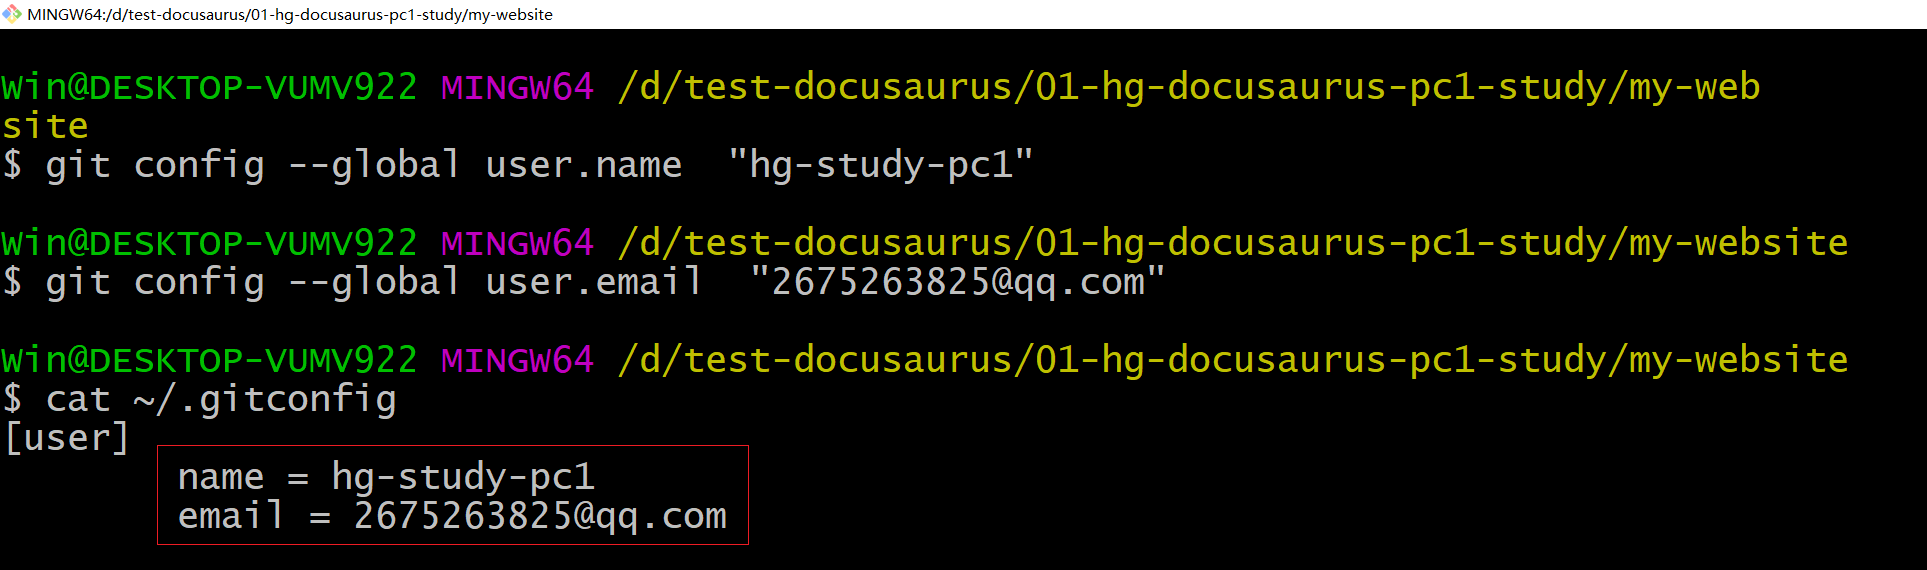 MINGW64:/d/test-docusaurus/01-hg-docusaurus-pc1-study/my-website
Win@DESKTOP-VUMV922 MINGW64 /d/test-docusaurus/01-hg-docusaurus-pc1-study/my-web
site
$ git config --global user.name  "hg-study-pc1"
Win@DESKTOP-VUMV922 MINGW64 /d/test-docusaurus/01-hg-docusaurus-pc1-study/my-website
$ git config --global user.email  "2675263825@qq.com"
Win@DESKTOP-VUMV922 MINGW64 /d/test-docusaurus/01-hg-docusaurus-pc1-study/my-website
$ cat ~/.gitconfig
[user]
name = hg-study-pc1
email = 2675263825@qq.com